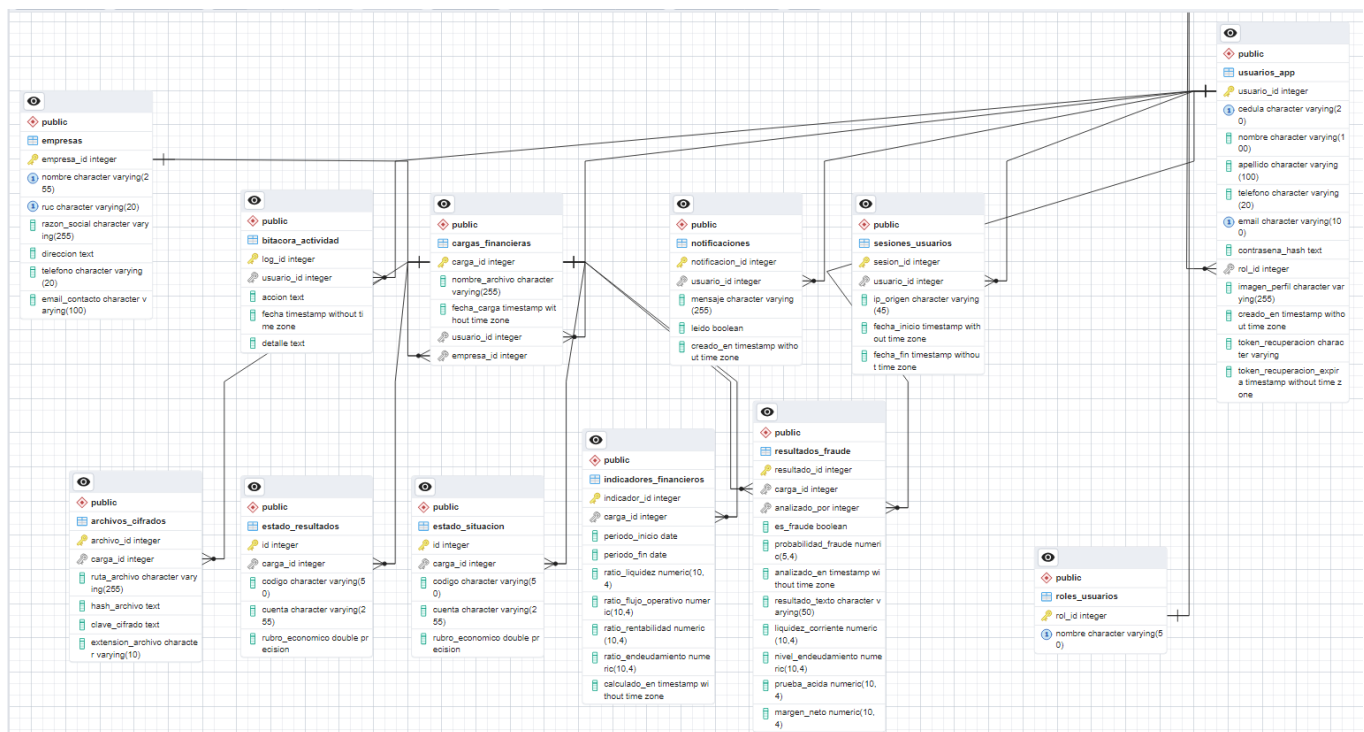 public
usuarios_app
usuario_id integer
cedula character varying(2
0)
nombre character varying(1
00)
apellido character varying
(100)
telefono character varying
(20)
email character varying(10
0)
contrasena_hash text
rol_id integer
imagen_perfil character var
ying(255)
creado_en timestamp witho
ut time zone
token_recuperacion charac
ter varying
token_recuperacion_expir
a timestamp without time z
one
public
empresas
empresa_id integer
nombre character varying(2
55)
ruc character varying(20)
razon_social character vary
ing(255)
direccion text
telefono character varying
(20)
email_contacto character v
arying(100)
public
bitacora_actividad
log_id integer
usuario_id integer
accion text
fecha timestamp without ti
me zone
detalle text
public
cargas_financieras
carga_id integer
nombre_archivo character
varying(255)
fecha_carga timestamp wit
hout time zone
usuario_id integer
empresa_id integer
public
notificaciones
notificacion_id integer
usuario_id integer
mensaje character varying
(255)
leido boolean
creado_en timestamp witho
ut time zone
public
sesiones_usuarios
sesion_id integer
usuario_id integer
ip_origen character varying
(45)
fecha_inicio timestamp with
out time zone
fecha_fin timestamp withou
t time zone
public
archivos_cifrados
archivo_id integer
carga_id integer
ruta_archivo character vary
ing(255)
hash_archivo text
clave_cifrado text
extension_archivo characte
r varying(10)
public
estado_resultados
id integer
carga_id integer
codigo character varying(5
0)
cuenta character varying(2
55)
rubro_economico double pr
ecision
public
estado_situacion
id integer
carga_id integer
codigo character varying(5
0)
cuenta character varying(2
55)
rubro_economico double pr
ecision
public
indicadores_financieros
indicador_id integer
carga_id integer
periodo_inicio date
periodo_fin date
ratio_liquidez numeric(10,
4)
ratio_flujo_operativo numer
ic(10,4)
ratio_rentabilidad numeric
(10,4)
ratio_endeudamiento nume
ric(10,4)
calculado_en timestamp wi
thout time zone
public
resultados_fraude
resultado_id integer
carga_id integer
analizado_por integer
es_fraude boolean
probabilidad_fraude numeri
c(5,4)
analizado_en timestamp wi
thout time zone
resultado_texto character v
arying(50)
liquidez_corriente numeric
(10,4)
nivel_endeudamiento nume
ric(10,4)
prueba_acida numeric(10,
4)
margen_neto numeric(10,
4)
public
roles_usuarios
rol_id integer
nombre character varying(5
0)